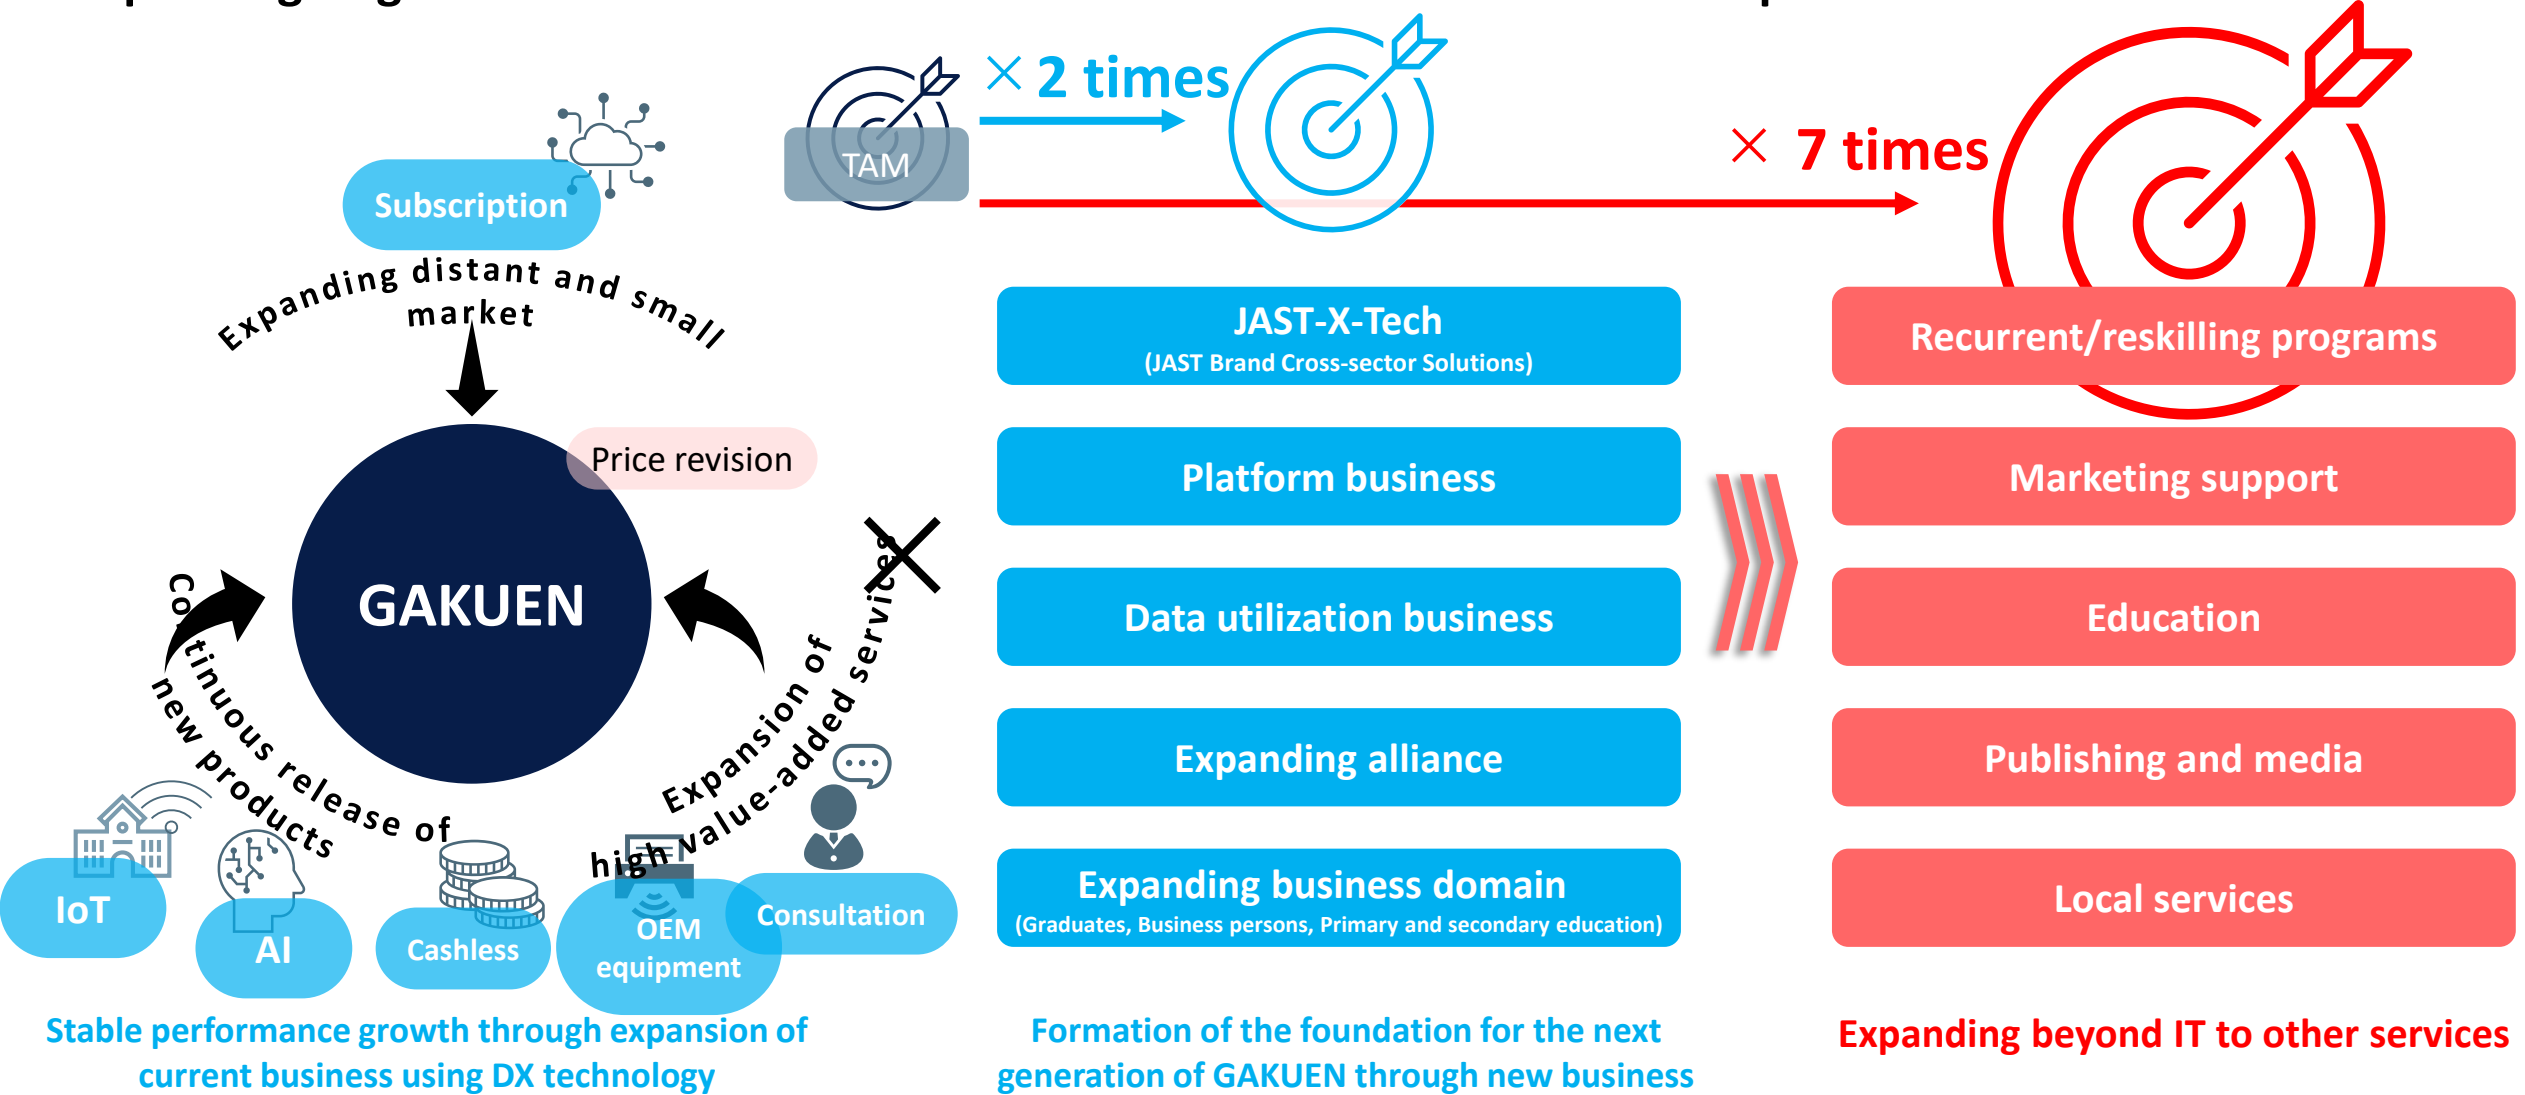 × 2 times
TAM
× 7 times
Subscription
Expanding distant and small
market
Price revision
GAKUEN
Continuous release of
new products
Expansion of
high value-added services
IoT
AI
Cashless
OEM
equipment
Consultation
Stable performance growth through expansion of
current business using DX technology
JAST-X-Tech
(JAST Brand Cross-sector Solutions)
Platform business
Data utilization business
Expanding alliance
Expanding business domain
(Graduates, Business persons, Primary and secondary education)
Formation of the foundation for the next
generation of GAKUEN through new business
Recurrent/reskilling programs
Marketing support
Education
Publishing and media
Local services
Expanding beyond IT to other services